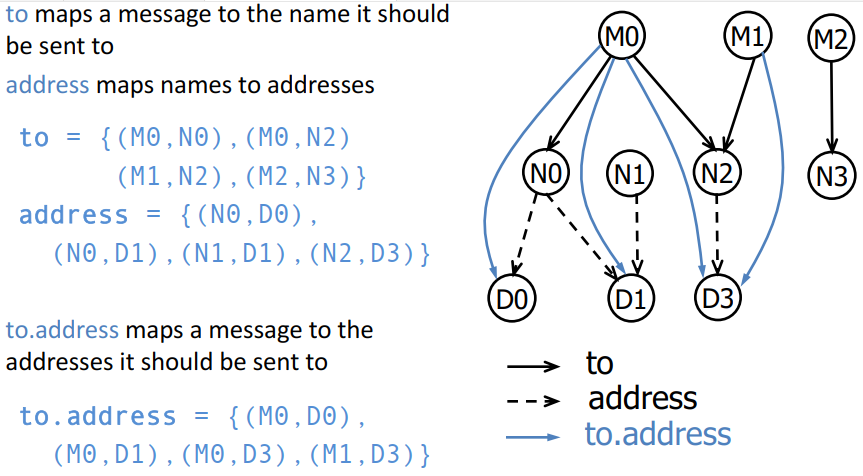 to maps a message to the name it should
be sent to
address maps names to addresses
to = {(M0,N0),(M0,N2)
(M1,N2),(M2,N3)}
address = {(N0,D0),
(N0,D1),(N1,D1),(N2,D3)}
to.address maps a message to the
addresses it should be sent to
to.address = {(M0,D0),
(M0,D1),(M0,D3),(M1,D3)}
M0 M1 M2
N0 N1 N2 N3
D0 D1 D3
to
address
to.address